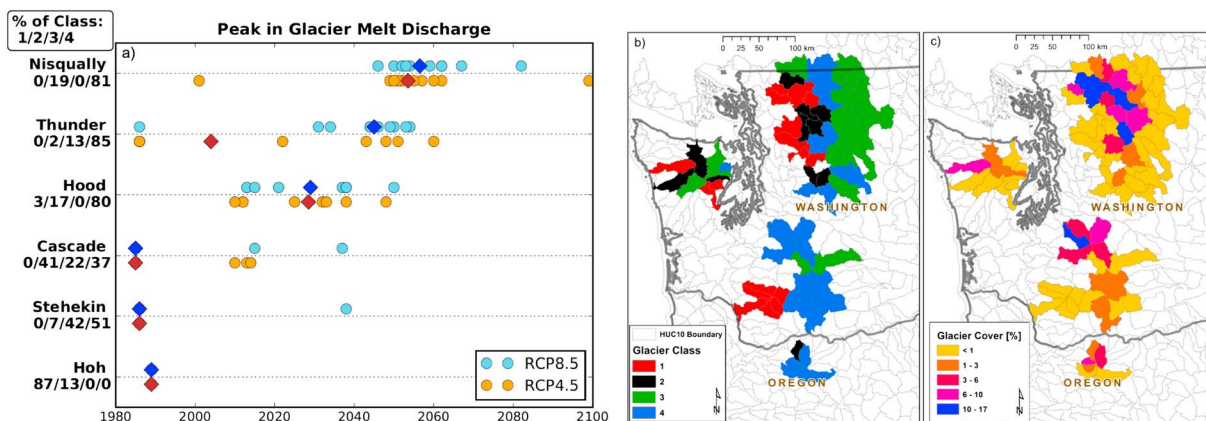 % of Class:
1/2/3/4
Peak in Glacier Melt Discharge
a)
Nisqually
0/19/0/81
Thunder
0/2/13/85
Hood
3/17/0/80
Cascade
0/41/22/37
Stehekin
0/7/42/51
Hoh
87/13/0/0
RCP8.5
RCP4.5
1980 2000 2020 2040 2060 2080 2100
b)
0 50 100 km
WASHINGTON
OREGON
HUC10 Boundary
Glacier Class
1
2
3
4
N
c)
0 50 100 km
WASHINGTON
OREGON
Glacier Cover [%]
< 1
1 - 3
3 - 6
6 - 10
10 - 17
N